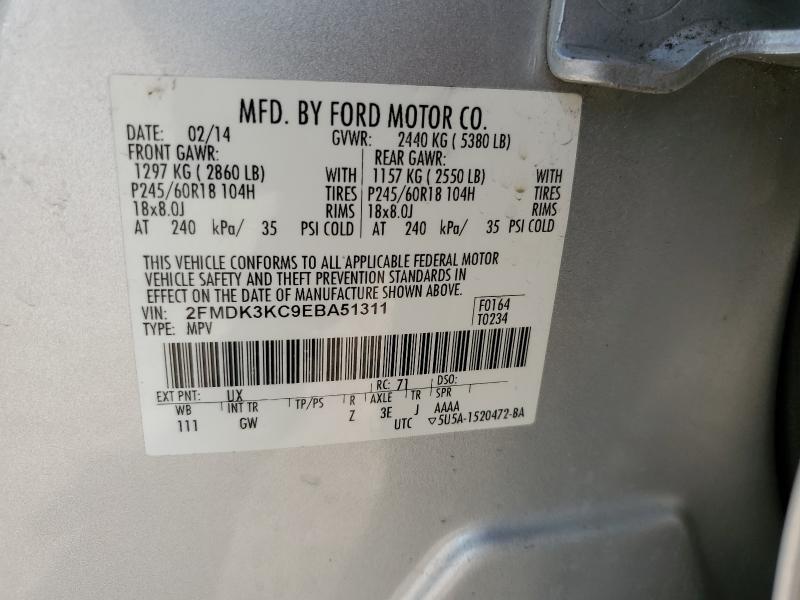 MFD. BY FORD MOTOR CO.
DATE: 02/14 GVWR: 2440 KG ( 5380 LB)
FRONT GAWR: REAR GAWR:
1297 KG ( 2860 LB) WITH 1157 KG ( 2550 LB) WITH
P245/60R18 104H TIRES P245/60R18 104H TIRES
18x8.0J RIMS 18x8.0J RIMS
AT 240 kPa/ 35 PSI COLD AT 240 kPa/ 35 PSI COLD
THIS VEHICLE CONFORMS TO ALL APPLICABLE FEDERAL MOTOR
VEHICLE SAFETY AND THEFT PREVENTION STANDARDS IN
EFFECT ON THE DATE OF MANUFACTURE SHOWN ABOVE.
VIN: 2FMDK3KC9EBA51311 F0164
TYPE: MPV T0234
EXT PNT: UX RC: 71 DSO:
WB INT TR TP/PS R AXLE TR SPR
111 GW Z 3E J AAAA
UTC ▽5U5A-1520472-BA